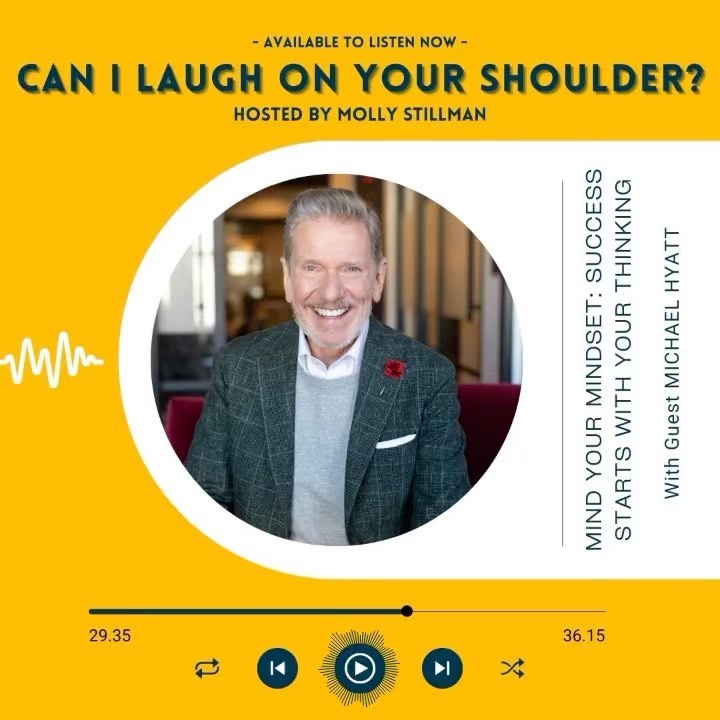 - AVAILABLE TO LISTEN NOW -
CAN I LAUGH ON YOUR SHOULDER?
HOSTED BY MOLLY STILLMAN
MIND YOUR MINDSET: SUCCESS
STARTS WITH YOUR THINKING
With Guest MICHAEL HYATT
29.35
36.15